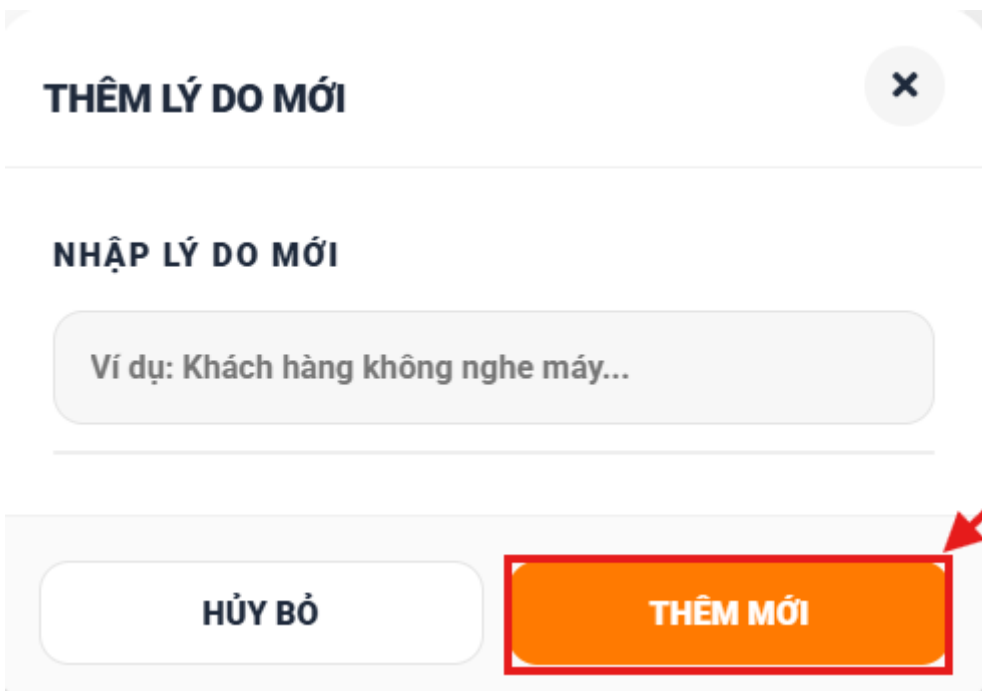 THÊM LÝ DO MỚI
NHẬP LÝ DO MỚI
Ví dụ: Khách hàng không nghe máy...
HỦY BỎ
THÊM MỚI